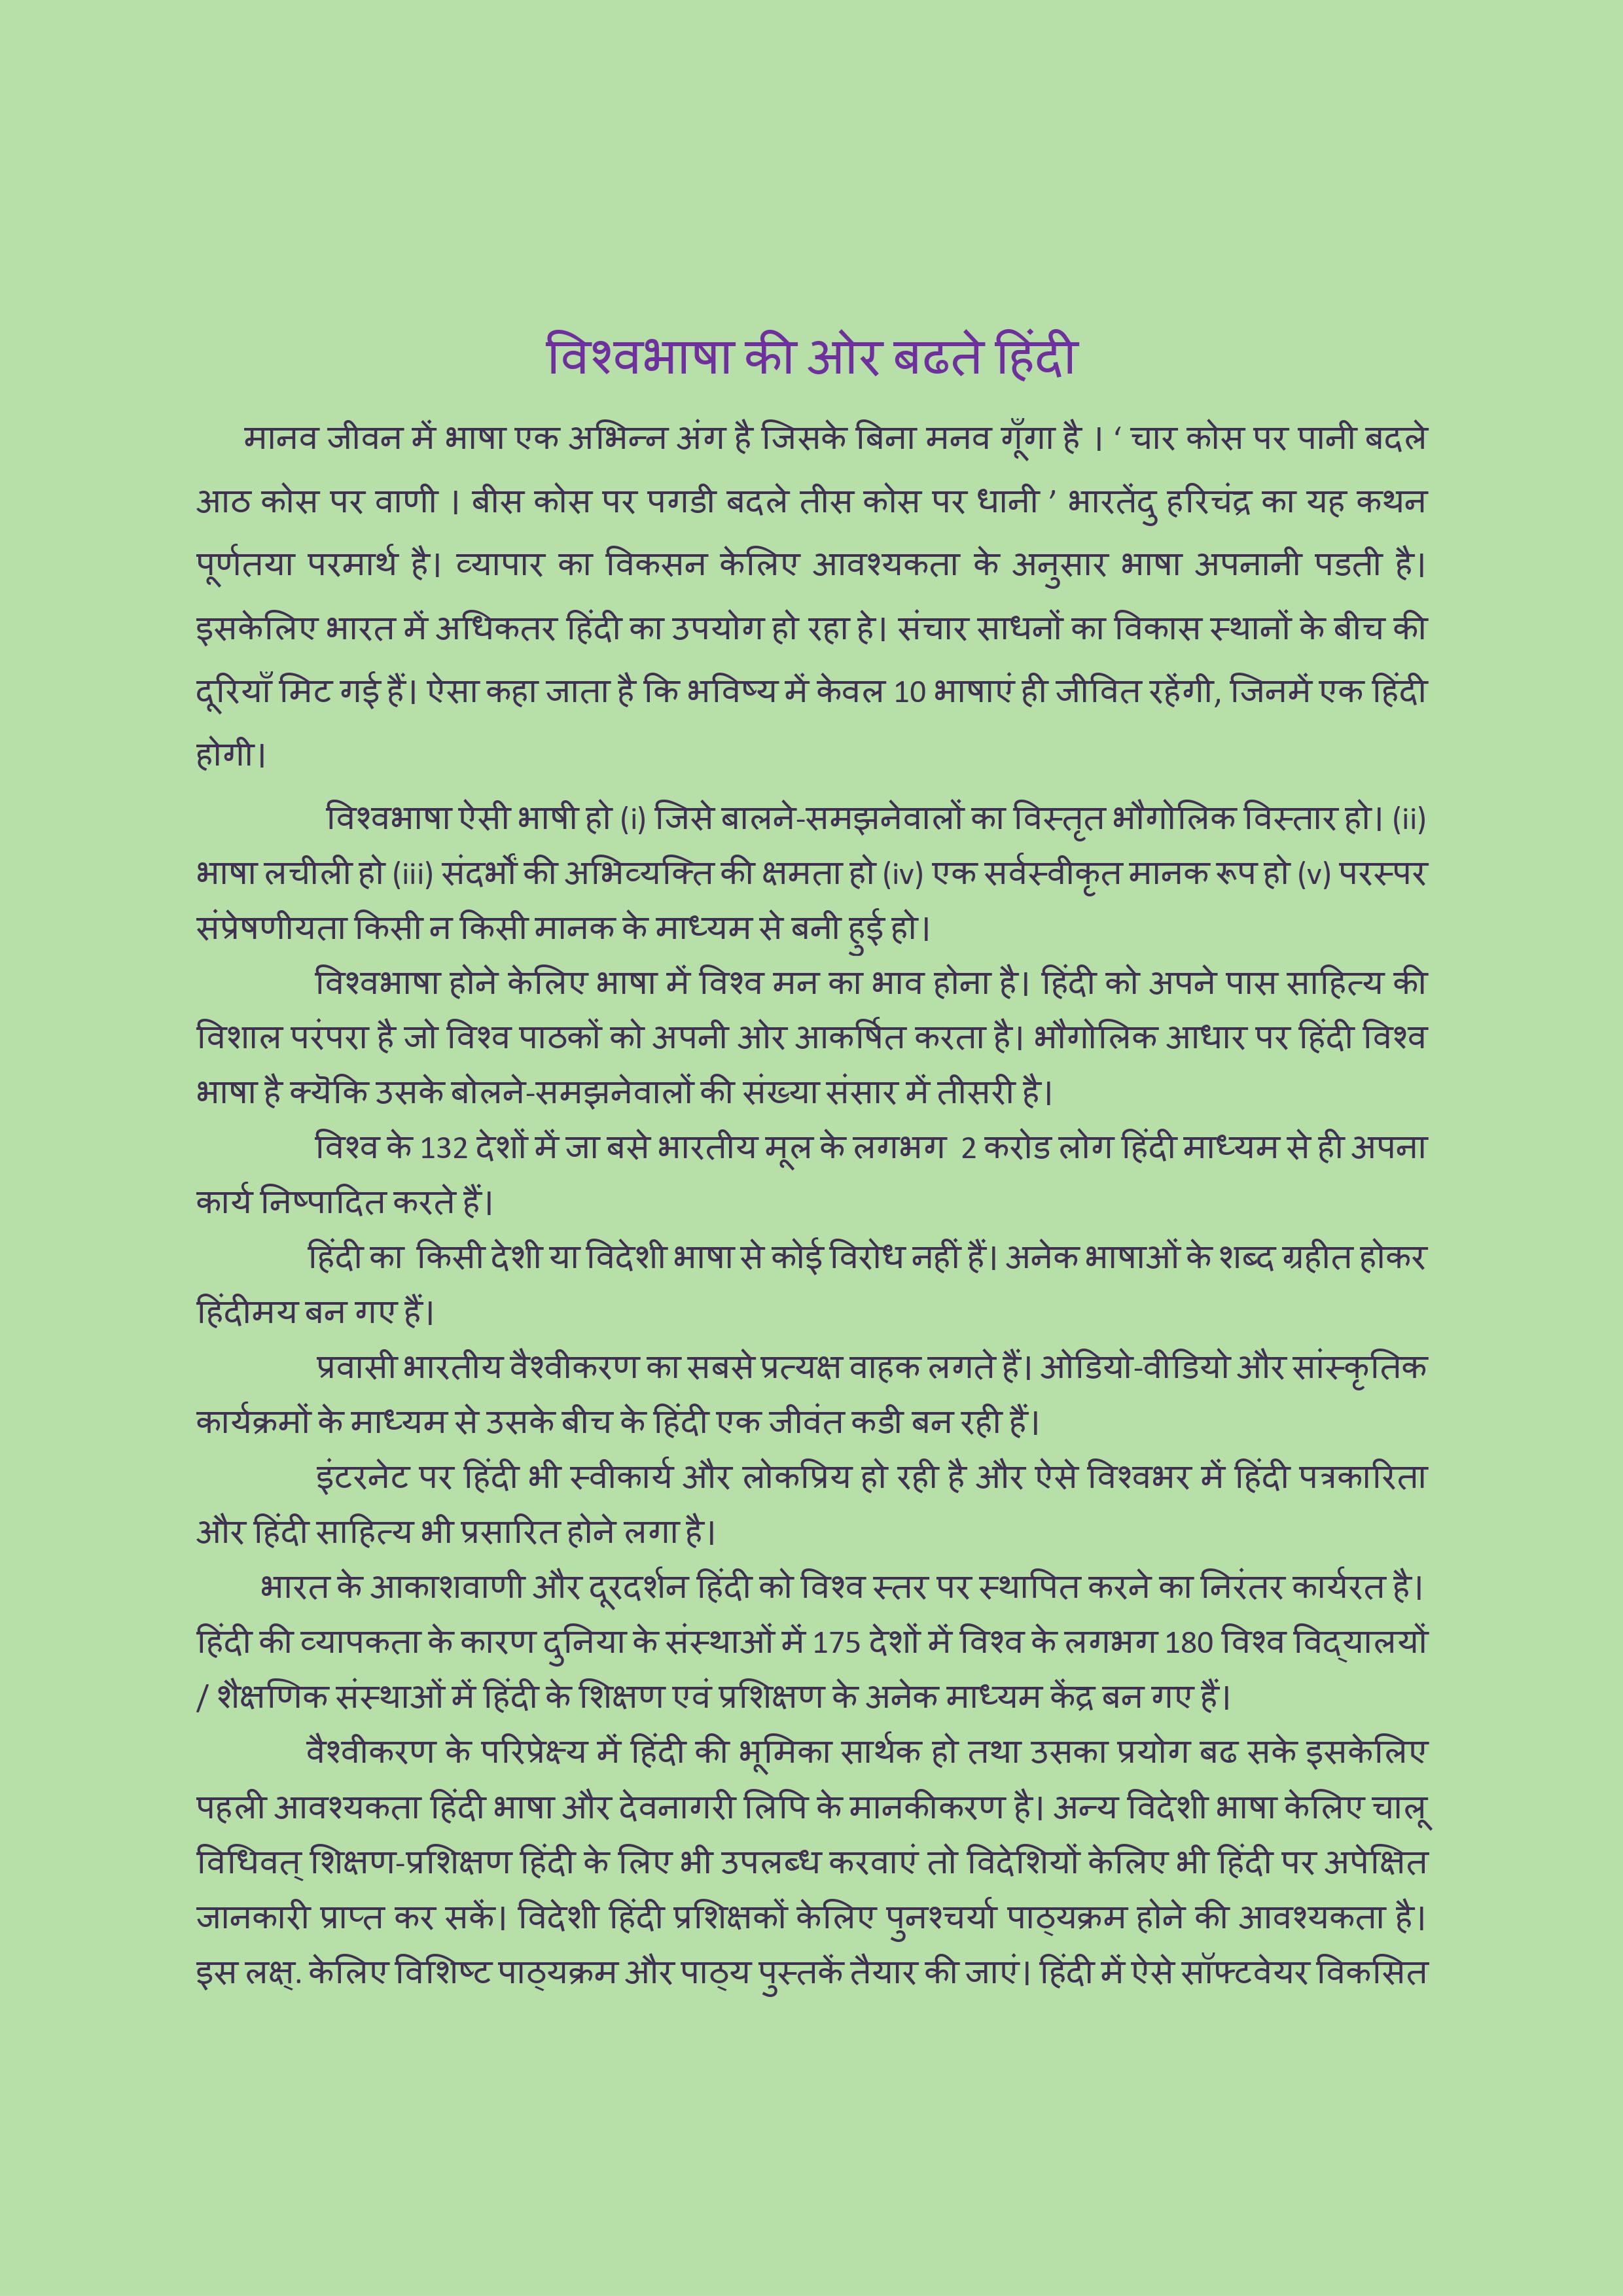 विश्वभाषा की ओर बढते हिंदी
मानव जीवन में भाषा एक अभिन्न अंग है जिसके बिना मनव गूँगा है । ‘ चार कोस पर पानी बदले
आठ कोस पर वाणी । बीस कोस पर पगडी बदले तीस कोस पर धानी ’ भारतेंदु हरिचंद्र का यह कथन
पूर्णतया परमार्थ है। व्यापार का विकसन केलिए आवश्यकता के अनुसार भाषा अपनानी पडती है।
इसकेलिए भारत में अधिकतर हिंदी का उपयोग हो रहा हे। संचार साधनों का विकास स्थानों के बीच की
दूरियाँ मिट गई हैं। ऐसा कहा जाता है कि भविष्य में केवल 10 भाषाएं ही जीवित रहेंगी, जिनमें एक हिंदी
होगी।
विश्वभाषा ऐसी भाषी हो (i) जिसे बालने-समझनेवालों का विस्तृत भौगोलिक विस्तार हो। (ii)
भाषा लचीली हो (iii) संदर्भों की अभिव्यक्ति की क्षमता हो (iv) एक सर्वस्वीकृत मानक रूप हो (v) परस्पर
संप्रेषणीयता किसी न किसी मानक के माध्यम से बनी हुई हो।
विश्वभाषा होने केलिए भाषा में विश्व मन का भाव होना है। हिंदी को अपने पास साहित्य की
विशाल परंपरा है जो विश्व पाठकों को अपनी ओर आकर्षित करता है। भौगोलिक आधार पर हिंदी विश्व
भाषा है क्यॊकि उसके बोलने-समझनेवालों की संख्या संसार में तीसरी है।
विश्व के 132 देशों में जा बसे भारतीय मूल के लगभग 2 करोड लोग हिंदी माध्यम से ही अपना
कार्य निष्पादित करते हैं।
हिंदी का किसी देशी या विदेशी भाषा से कोई विरोध नहीं हैं। अनेक भाषाओं के शब्द ग्रहीत होकर
हिंदीमय बन गए हैं।
प्रवासी भारतीय वैश्वीकरण का सबसे प्रत्यक्ष वाहक लगते हैं। ओडियो-वीडियो और सांस्कृतिक
कार्यक्रमों के माध्यम से उसके बीच के हिंदी एक जीवंत कडी बन रही हैं।
इंटरनेट पर हिंदी भी स्वीकार्य और लोकप्रिय हो रही है और ऐसे विश्वभर में हिंदी पत्रकारिता
और हिंदी साहित्य भी प्रसारित होने लगा है।
भारत के आकाशवाणी और दूरदर्शन हिंदी को विश्व स्तर पर स्थापित करने का निरंतर कार्यरत है।
हिंदी की व्यापकता के कारण दुनिया के संस्थाओं में 175 देशों में विश्व के लगभग 180 विश्व विद्‌यालयों
/ शैक्षणिक संस्थाओं में हिंदी के शिक्षण एवं प्रशिक्षण के अनेक माध्यम केंद्र बन गए हैं।
वैश्वीकरण के परिप्रेक्ष्य में हिंदी की भूमिका सार्थक हो तथा उसका प्रयोग बढ सके इसकेलिए
पहली आवश्यकता हिंदी भाषा और देवनागरी लिपि के मानकीकरण है। अन्य विदेशी भाषा केलिए चालू
विधिवत् शिक्षण-प्रशिक्षण हिंदी के लिए भी उपलब्ध करवाएं तो विदेशियों केलिए भी हिंदी पर अपेक्षित
जानकारी प्राप्त कर सकें। विदेशी हिंदी प्रशिक्षकों केलिए पुनश्चर्या पाठ्‌यक्रम होने की आवश्यकता है।
इस लक्ष्. केलिए विशिष्ट पाठ्‌यक्रम और पाठ्‌य पुस्तकें तैयार की जाएं। हिंदी में ऐसे सॉफ्टवेयर विकसित